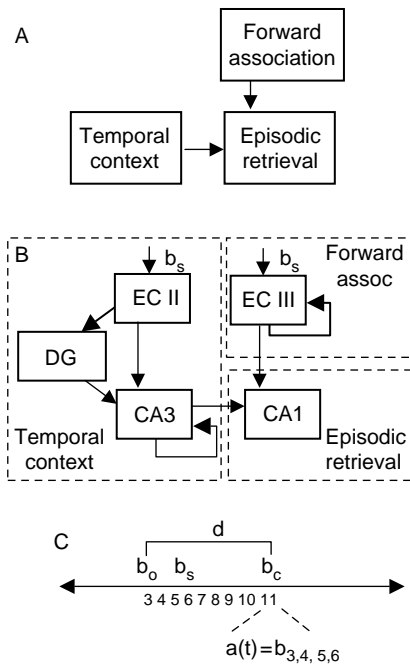 A
Forward
association
Temporal
context
Episodic
retrieval
B
b_s
EC II
DG
CA3
Temporal
context
b_s
Forward
assoc
EC III
CA1
Episodic
retrieval
C
d
b_o b_s b_c
3 4 5 6 7 8 9 10 11
a(t)=b_3,4, 5,6